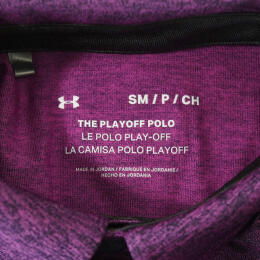 SM / P / CH
THE PLAYOFF POLO
LE POLO PLAY-OFF
LA CAMISA POLO PLAYOFF
MADE IN JORDAN / FABRIQUÉ EN JORDANIE /
HECHO EN JORDANIA